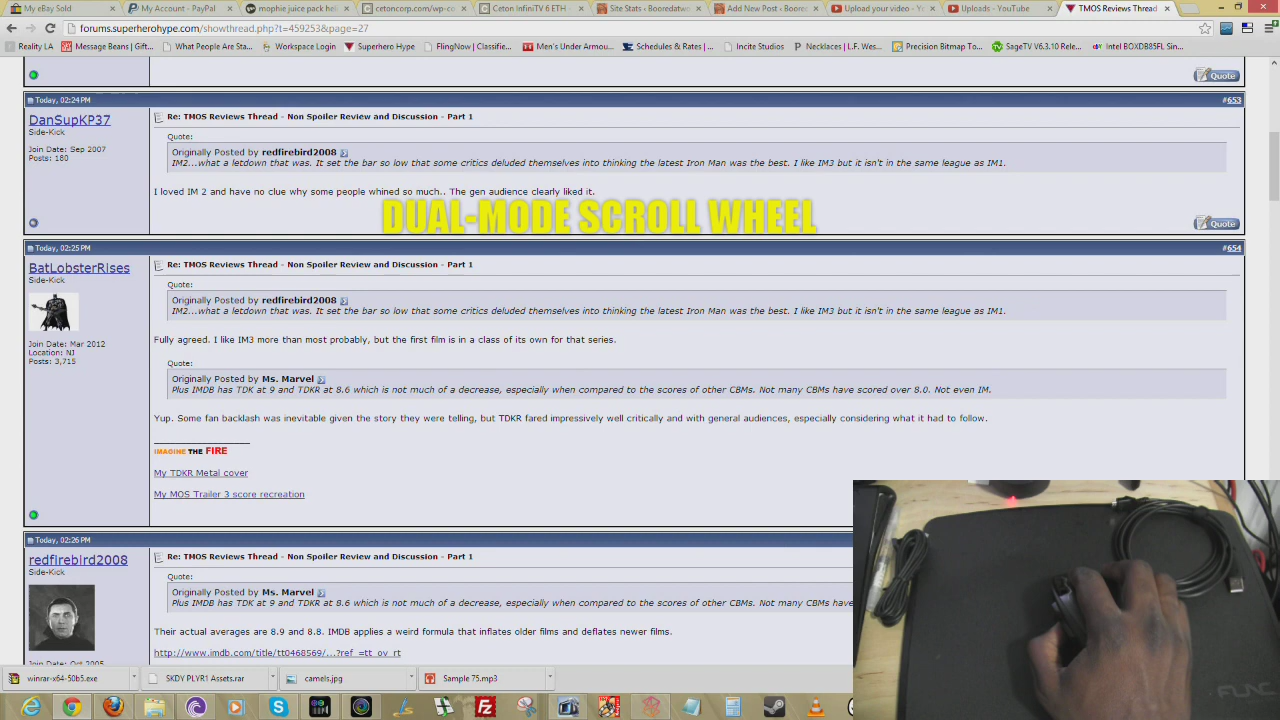 My eBay Sold
My Account - PayPal
mophie juice pack heli
cetoncorp.com/wp-co
Ceton InfiniTV 6 ETH
Site Stats ‹ Booredatwo
Add New Post ‹ Boore
Upload your video - Yo
Uploads - YouTube
TMOS Reviews Thread
forums.superherohype.com/showthread.php?t=459253&page=27
Reality LA
Message Beans | Gif...
What People Are Sta...
Workspace Login
Superhero Hype
FlingNow | Classifie...
Men's Under Armou...
Schedules & Rates | ...
Incite Studios
Necklaces | L.F. Wes...
Precision Bitmap To...
SageTV V6.3.10 Rele...
Intel BOXDB85FL Sin...
Quote
Today, 02:24 PM
#653
DanSupKP37
Side-Kick
Join Date: Sep 2007
Posts: 180
Re: TMOS Reviews Thread - Non Spoiler Review and Discussion - Part 1
Quote:
Originally Posted by redfirebird2008
IM2...what a letdown that was. It set the bar so low that some critics deluded themselves into thinking the latest Iron Man was the best. I like IM3 but it isn't in the same league as IM1.
I loved IM 2 and have no clue why some people whined so much.. The gen audience clearly liked it.
DUAL-MODE SCROLL WHEEL
Quote
Today, 02:25 PM
#654
BatLobsterRises
Side-Kick
Join Date: Mar 2012
Location: NJ
Posts: 3,715
Re: TMOS Reviews Thread - Non Spoiler Review and Discussion - Part 1
Quote:
Originally Posted by redfirebird2008
IM2...what a letdown that was. It set the bar so low that some critics deluded themselves into thinking the latest Iron Man was the best. I like IM3 but it isn't in the same league as IM1.
Fully agreed. I like IM3 more than most probably, but the first film is in a class of its own for that series.
Quote:
Originally Posted by Ms. Marvel
Plus IMDB has TDK at 9 and TDKR at 8.6 which is not much of a decrease, especially when compared to the scores of other CBMs. Not many CBMs have scored over 8.0. Not even IM.
Yup. Some fan backlash was inevitable given the story they were telling, but TDKR fared impressively well critically and with general audiences, especially considering what it had to follow.
IMAGINE THE FIRE
My TDKR Metal cover
My MOS Trailer 3 score recreation
Today, 02:26 PM
redfirebird2008
Side-Kick
Join Date: Oct 2005
Re: TMOS Reviews Thread - Non Spoiler Review and Discussion - Part 1
Quote:
Originally Posted by Ms. Marvel
Plus IMDB has TDK at 9 and TDKR at 8.6 which is not much of a decrease, especially when compared to the scores of other CBMs. Not many CBMs ha
Their actual averages are 8.9 and 8.8. IMDB applies a weird formula that inflates older films and deflates newer films.
http://www.imdb.com/title/tt0468569/...?ref_=tt_ov_rt
winrar-x64-50b5.exe
SKDY PLYR1 Assets.rar
camels.jpg
Sample 75.mp3
FUNC